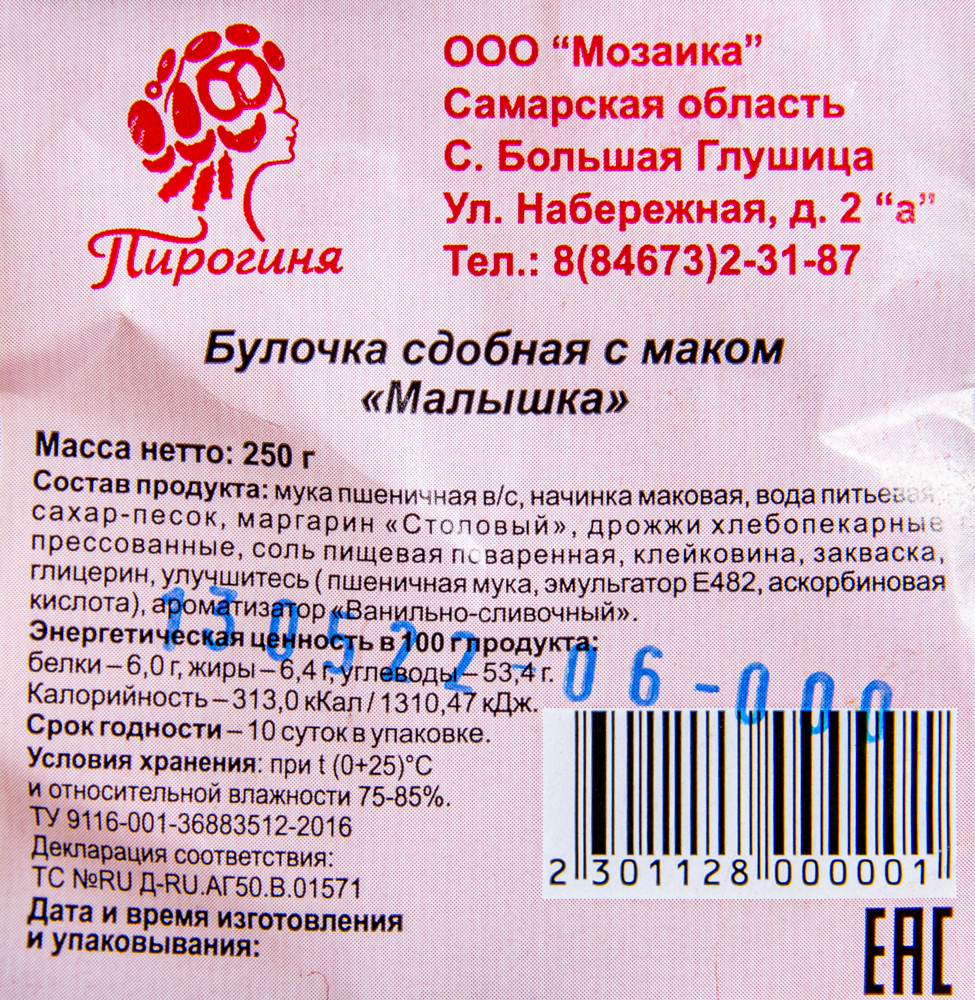 Пирогиня
ООО “Мозаика”
Самарская область
С. Большая Глушица
Ул. Набережная, д. 2 “а”
Тел.: 8(84673)2-31-87
Булочка сдобная с маком
«Малышка»
Масса нетто: 250 г
Состав продукта: мука пшеничная в/с, начинка маковая, вода питьевая,
сахар-песок, маргарин «Столовый», дрожжи хлебопекарные
прессованные, соль пищевая поваренная, клейковина, закваска,
глицерин, улучшитесь ( пшеничная мука, эмульгатор Е482, аскорбиновая
кислота), ароматизатор «Ванильно-сливочный».
Энергетическая ценность в 100 г продукта:
белки – 6,0 г, жиры – 6,4 г, углеводы – 53,4 г.
Калорийность – 313,0 кКал / 1310,47 кДж.
130522-06-000
Срок годности – 10 суток в упаковке.
Условия хранения: при t (0+25)°С
и относительной влажности 75-85%.
ТУ 9116-001-36883512-2016
Декларация соответствия:
ТС №RU Д-RU.АГ50.В.01571
Дата и время изготовления
и упаковывания:
2 301128 000001
EAC